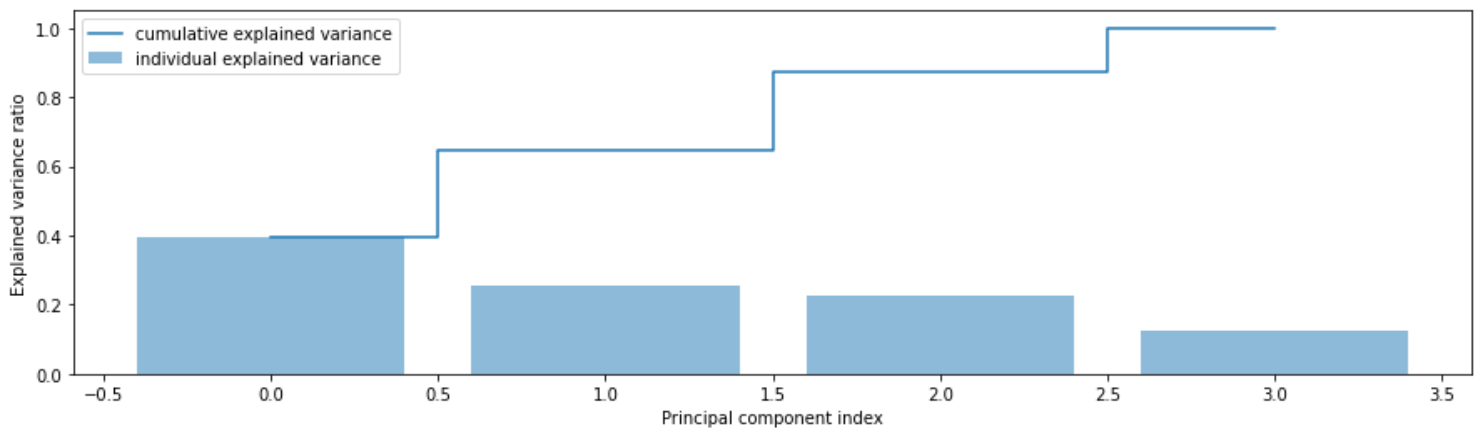 cumulative explained variance
individual explained variance
Explained variance ratio
1.0
0.8
0.6
0.4
0.2
0.0
−0.5 0.0 0.5 1.0 1.5 2.0 2.5 3.0 3.5
Principal component index